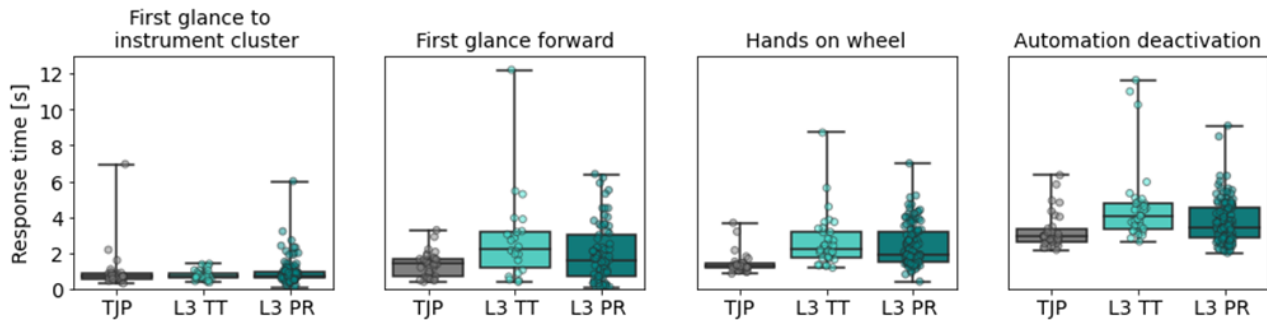 First glance to
instrument cluster
First glance forward
Hands on wheel
Automation deactivation
Response time [s]
12
10
8
6
4
2
0
TJP L3 TT L3 PR
TJP L3 TT L3 PR
TJP L3 TT L3 PR
TJP L3 TT L3 PR